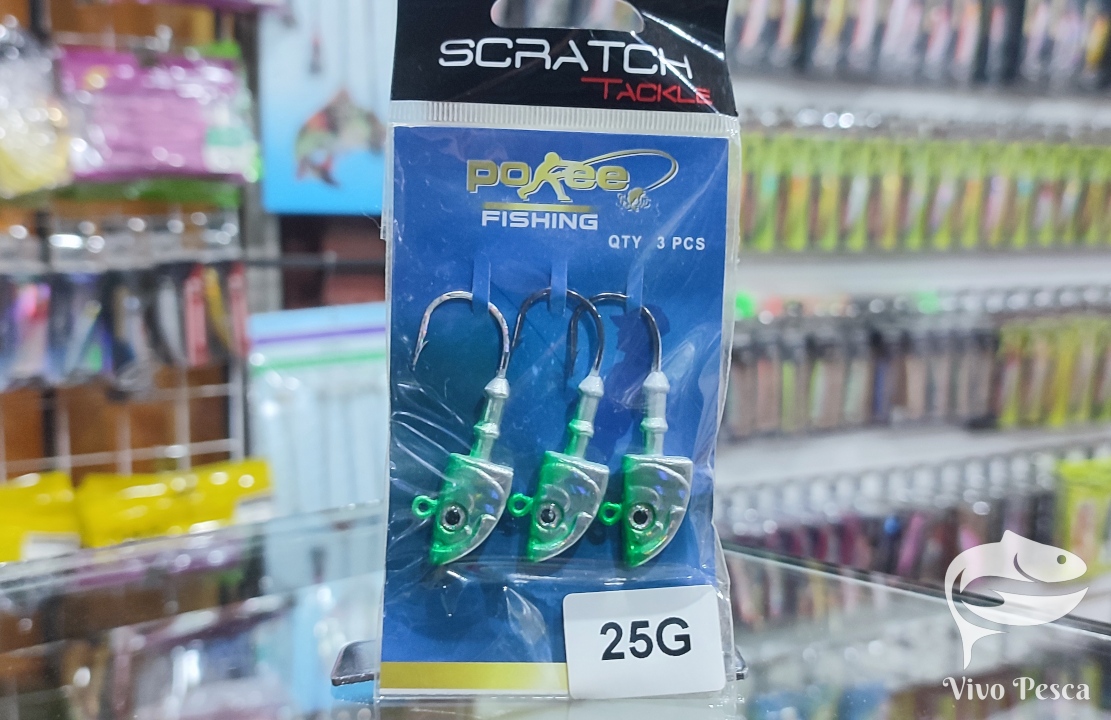 SCRATCH
TACKLE
POKEE
FISHING
QTY 3 PCS
25G
Vivo Pesca